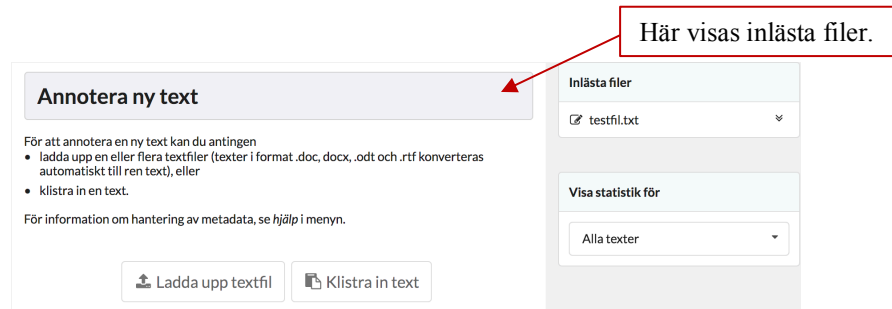 Här visas inlästa filer.
Annotera ny text
För att annotera en ny text kan du antingen
• ladda upp en eller flera textfiler (texter i format .doc, docx, .odt och .rtf konverteras
automatiskt till ren text), eller
• klistra in en text.
För information om hantering av metadata, se hjälp i menyn.
Ladda upp textfil
Klistra in text
Inlästa filer
testfil.txt
Visa statistik för
Alla texter